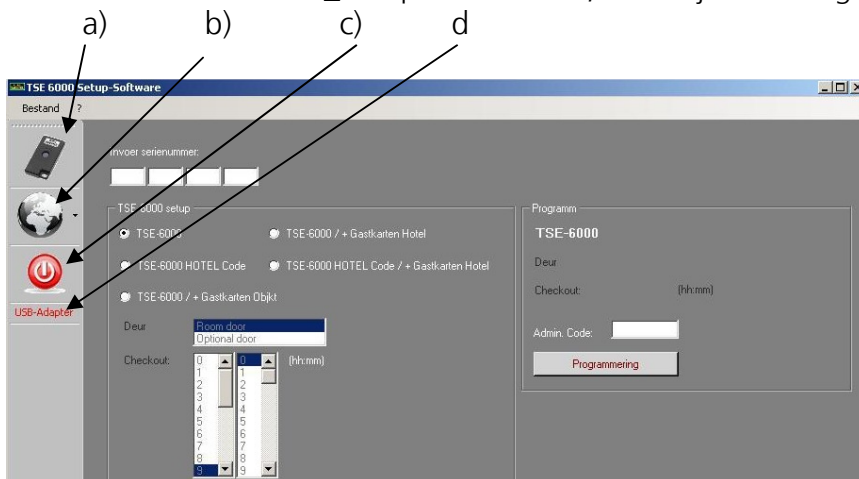 a) b) c) d
TSE 6000 Setup-Software
Bestand ?
Invoer serienummer:
TSE-6000 setup
TSE-6000
TSE-6000 / + Gastkarten Hotel
TSE-6000 HOTEL Code
TSE-6000 HOTEL Code / + Gastkarten Hotel
TSE-6000 / + Gastkarten Objkt
Deur
Room door
Optional door
Checkout:
0 0 (hh:mm)
1 1
2 2
3 3
4 4
5 5
6 6
7 7
8 8
9 9
USB-Adapter
Programm
TSE-6000
Deur
Checkout: (hh:mm)
Admin. Code:
Programmering